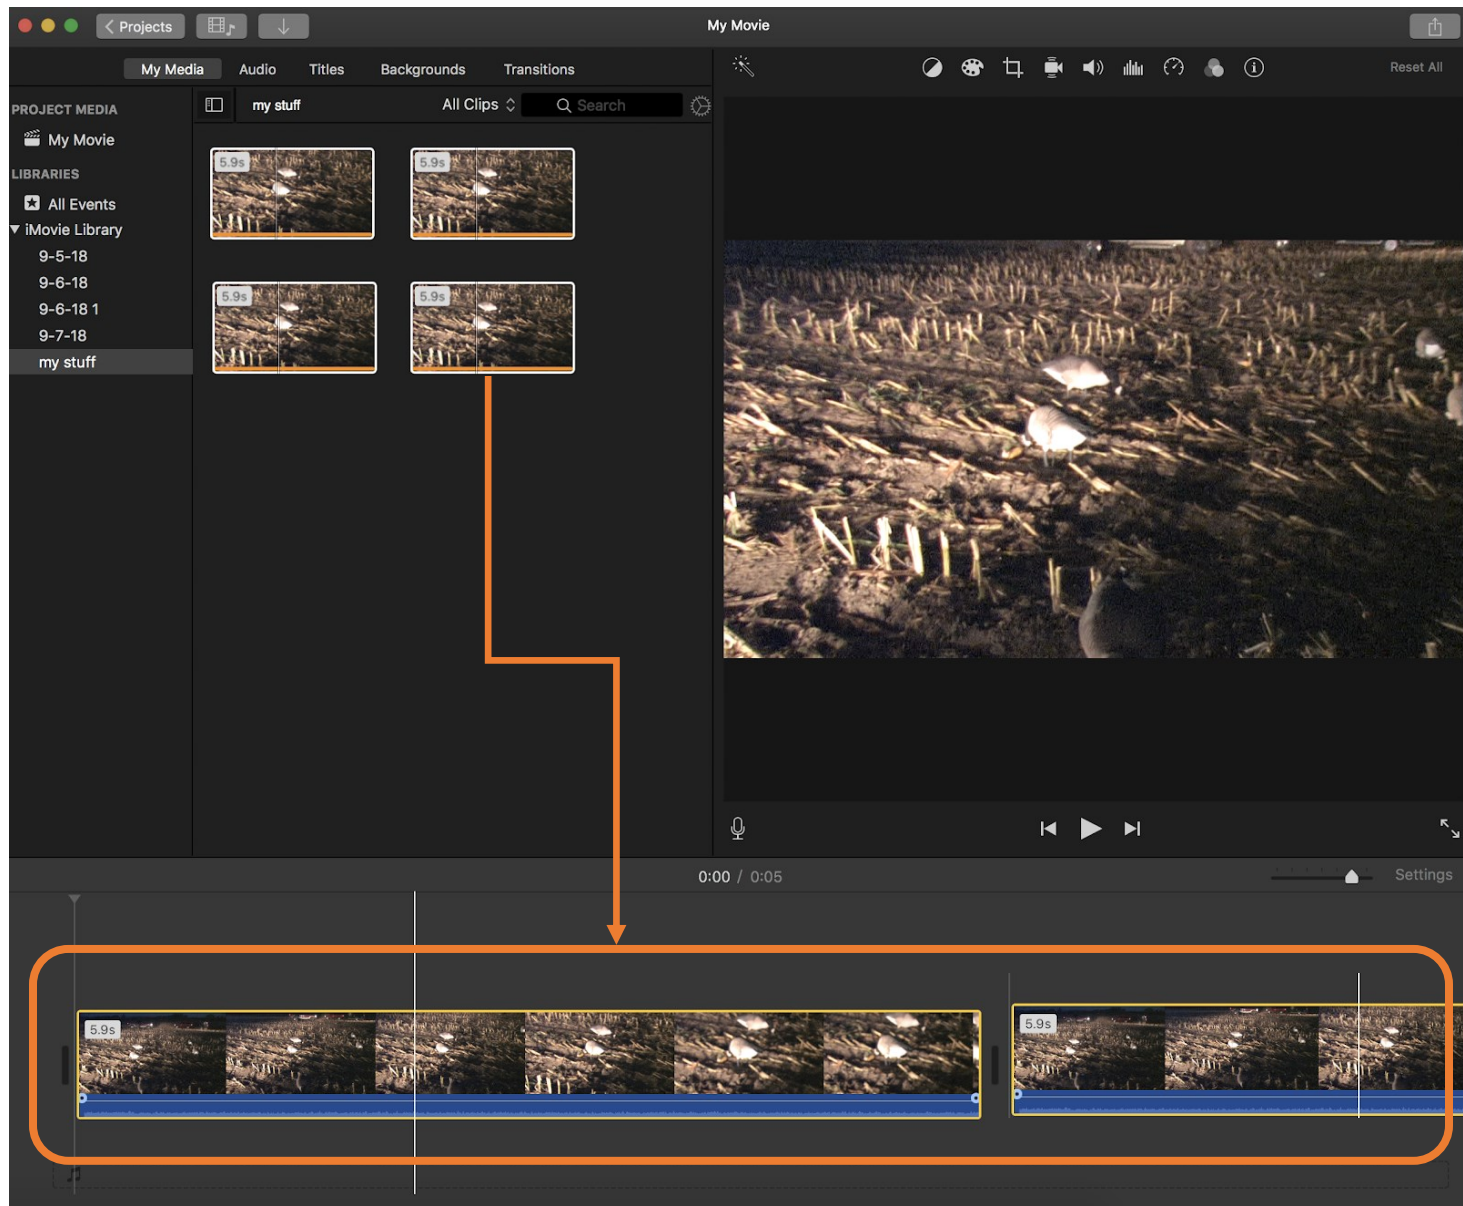 Projects
My Movie
My Media Audio Titles Backgrounds Transitions
Reset All
PROJECT MEDIA
My Movie
LIBRARIES
All Events
iMovie Library
9-5-18
9-6-18
9-6-18 1
9-7-18
my stuff
my stuff All Clips Search
5.9s 5.9s
5.9s 5.9s
0:00 / 0:05 Settings
5.9s 5.9s